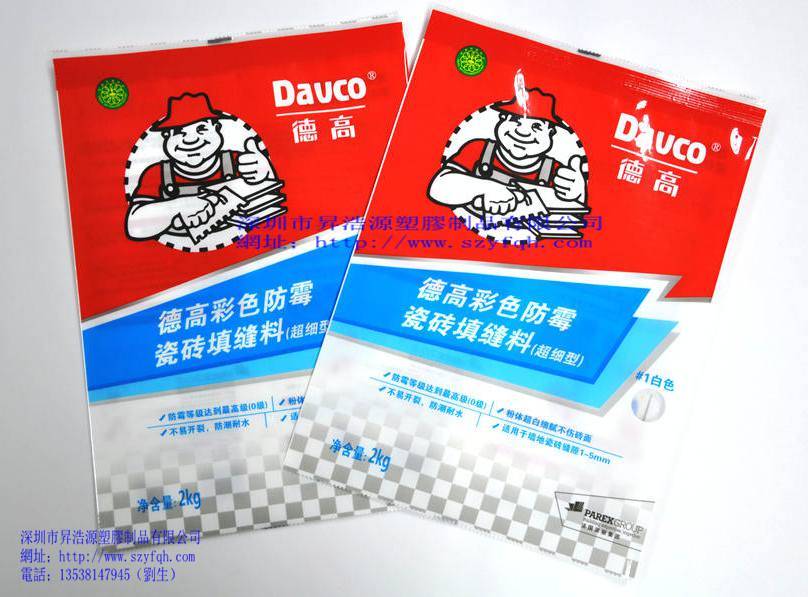 Davco®
德高
德高彩色防霉
瓷砖填缝料(超细型)
✓防霉等级达到最高级(0级)
✓粉体
✓不易开裂，防潮耐水
✓适
净含量: 2kg
Davco®
德高
德高彩色防霉
瓷砖填缝料(超细型)
#1白色
✓防霉等级达到最高级(0级)
✓粉体超白细腻不伤砖面
✓不易开裂，防潮耐水
✓适用于墙地瓷砖缝隙1~5mm
净含量: 2kg
PAREXGROUP
深圳市昇浩源塑膠制品有限公司
網址: http://www.szyfqh.com/
深圳市昇浩源塑膠制品有限公司
網址: http://www.szyfqh.com/
電話: 13538147945 (劉生)